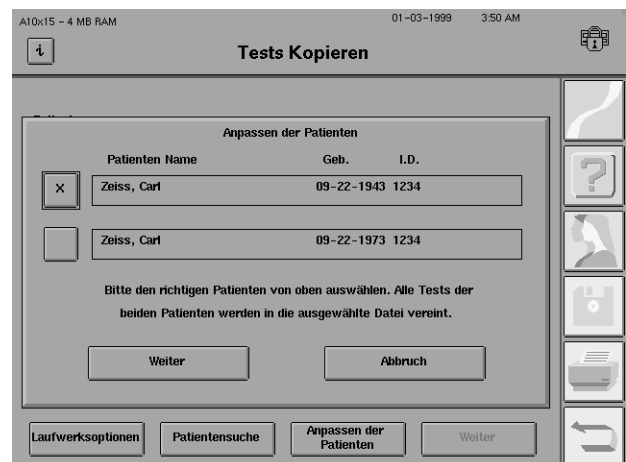 A10x15 – 4 MB RAM 01-03-1999 3:50 AM
i
Tests Kopieren
Anpassen der Patienten
Patienten Name Geb. I.D.
X Zeiss, Carl 09-22-1943 1234
Zeiss, Carl 09-22-1973 1234
Bitte den richtigen Patienten von oben auswählen. Alle Tests der
beiden Patienten werden in die ausgewählte Datei vereint.
Weiter Abbruch
Laufwerksoptionen Patientensuche Anpassen der
Patienten Weiter